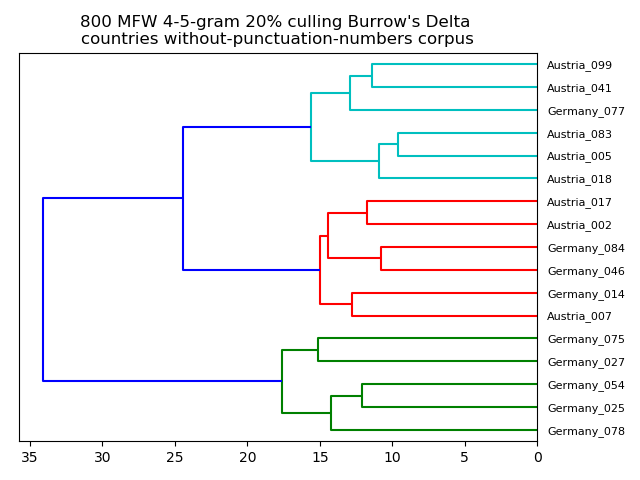 800 MFW 4-5-gram 20% culling Burrow's Delta
countries without-punctuation-numbers corpus
Austria_099
Austria_041
Germany_077
Austria_083
Austria_005
Austria_018
Austria_017
Austria_002
Germany_084
Germany_046
Germany_014
Austria_007
Germany_075
Germany_027
Germany_054
Germany_025
Germany_078
35 30 25 20 15 10 5 0